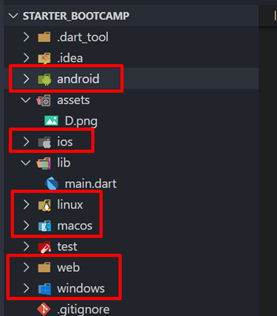 STARTER_BOOTCAMP
.dart_tool
.idea
android
assets
D.png
ios
lib
main.dart
linux
macos
test
web
windows
.gitignore